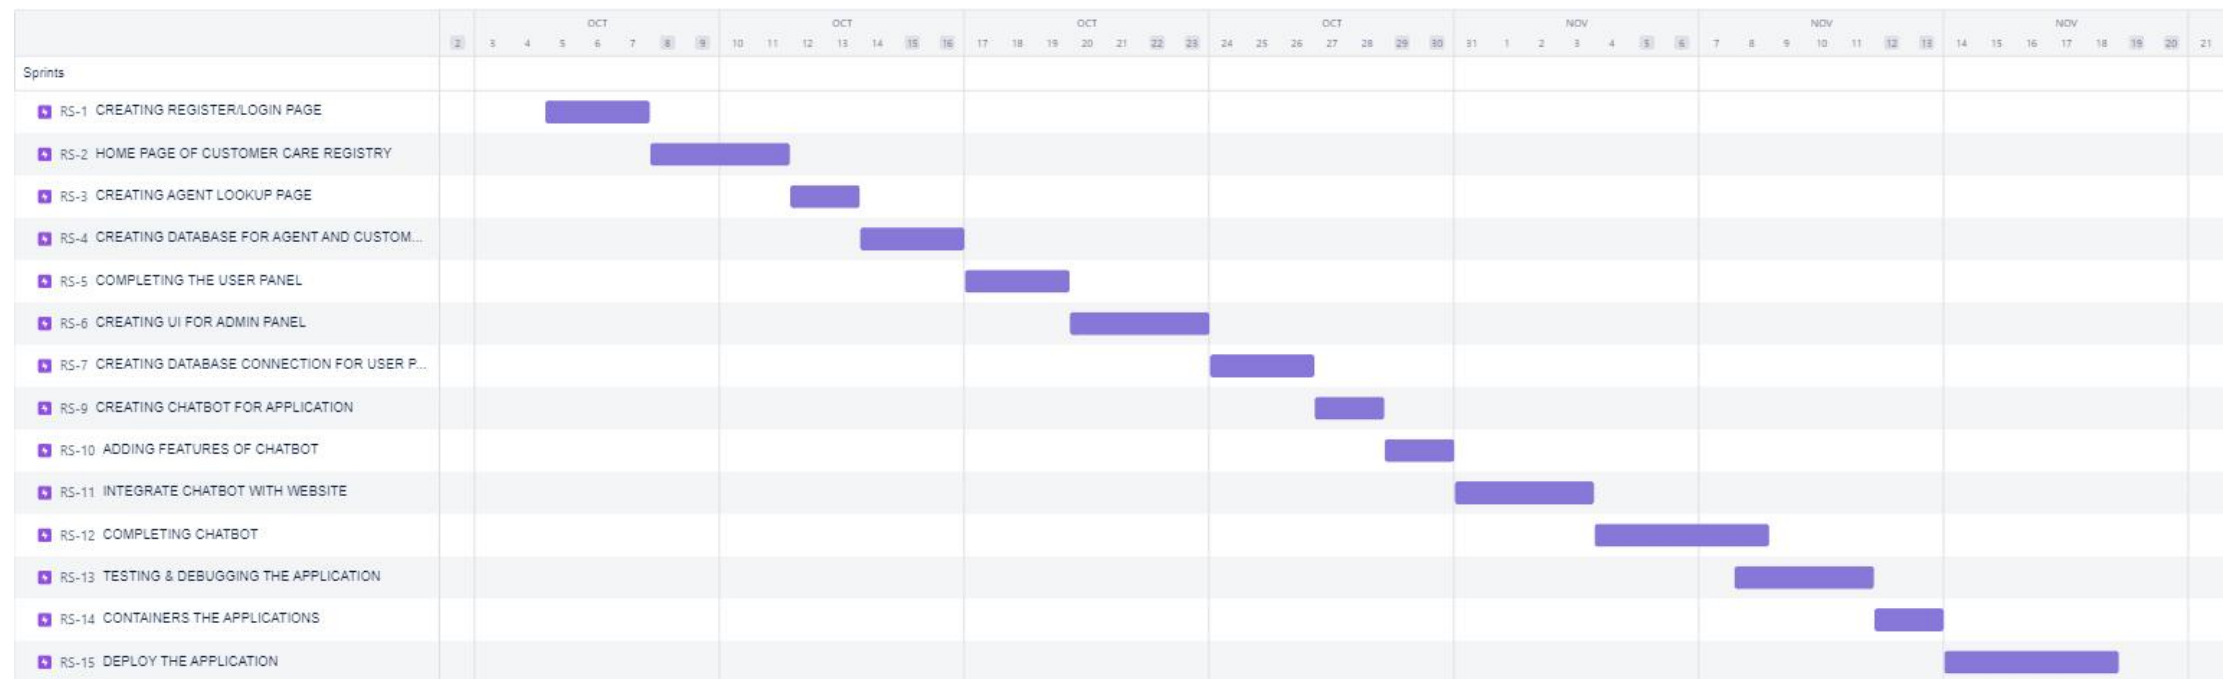 OCT OCT OCT OCT NOV NOV NOV
2 3 4 5 6 7 8 9 10 11 12 13 14 15 16 17 18 19 20 21 22 23 24 25 26 27 28 29 30 31 1 2 3 4 5 6 7 8 9 10 11 12 13 14 15 16 17 18 19 20 21
Sprints
RS-1 CREATING REGISTER/LOGIN PAGE
RS-2 HOME PAGE OF CUSTOMER CARE REGISTRY
RS-3 CREATING AGENT LOOKUP PAGE
RS-4 CREATING DATABASE FOR AGENT AND CUSTOM...
RS-5 COMPLETING THE USER PANEL
RS-6 CREATING UI FOR ADMIN PANEL
RS-7 CREATING DATABASE CONNECTION FOR USER P...
RS-9 CREATING CHATBOT FOR APPLICATION
RS-10 ADDING FEATURES OF CHATBOT
RS-11 INTEGRATE CHATBOT WITH WEBSITE
RS-12 COMPLETING CHATBOT
RS-13 TESTING & DEBUGGING THE APPLICATION
RS-14 CONTAINERS THE APPLICATIONS
RS-15 DEPLOY THE APPLICATION